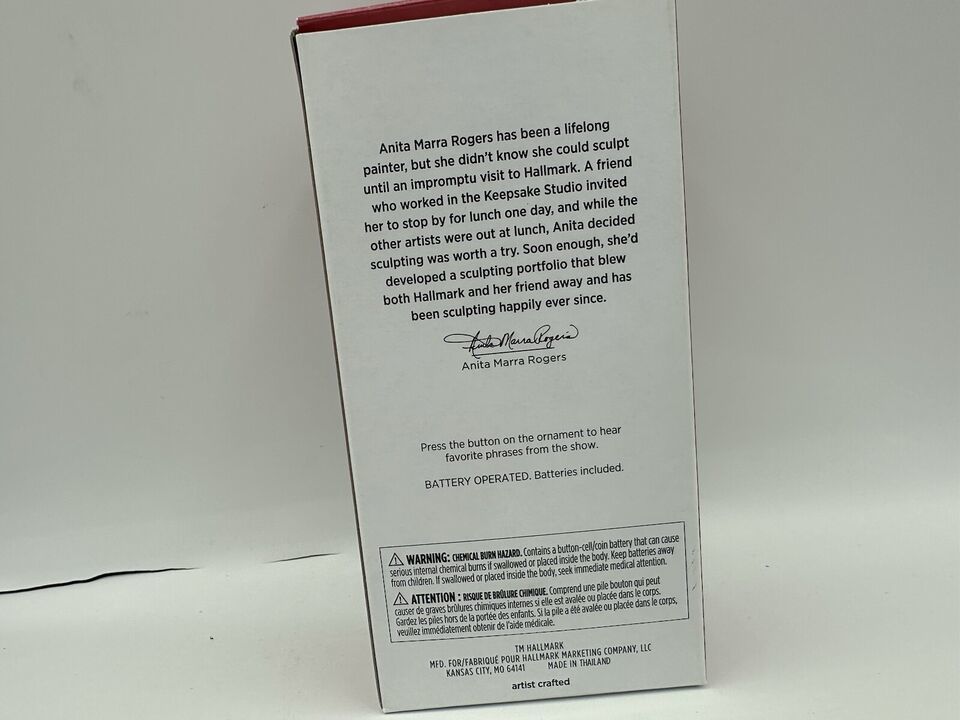 Anita Marra Rogers has been a lifelong
painter, but she didn't know she could sculpt
until an impromptu visit to Hallmark. A friend
who worked in the Keepsake Studio invited
her to stop by for lunch one day, and while the
other artists were out at lunch, Anita decided
sculpting was worth a try. Soon enough, she'd
developed a sculpting portfolio that blew
both Hallmark and her friend away and has
been sculpting happily ever since.
Anita Marra Rogers
Anita Marra Rogers
Press the button on the ornament to hear
favorite phrases from the show.
BATTERY OPERATED. Batteries included.
⚠ WARNING: CHEMICAL BURN HAZARD. Contains a button-cell/coin battery that can cause
serious internal chemical burns if swallowed or placed inside the body. Keep batteries away
from children. If swallowed or placed inside the body, seek immediate medical attention.
⚠ ATTENTION : RISQUE DE BRÛLURE CHIMIQUE. Comprend une pile bouton qui peut
causer de graves brûlures chimiques internes si elle est avalée ou placée dans le corps.
Gardez les piles hors de la portée des enfants. Si la pile a été avalée ou placée dans le corps,
veuillez immédiatement obtenir de l'aide médicale.
TM HALLMARK
MFD. FOR/FABRIQUÉ POUR HALLMARK MARKETING COMPANY, LLC
KANSAS CITY, MO 64141 MADE IN THAILAND
artist crafted